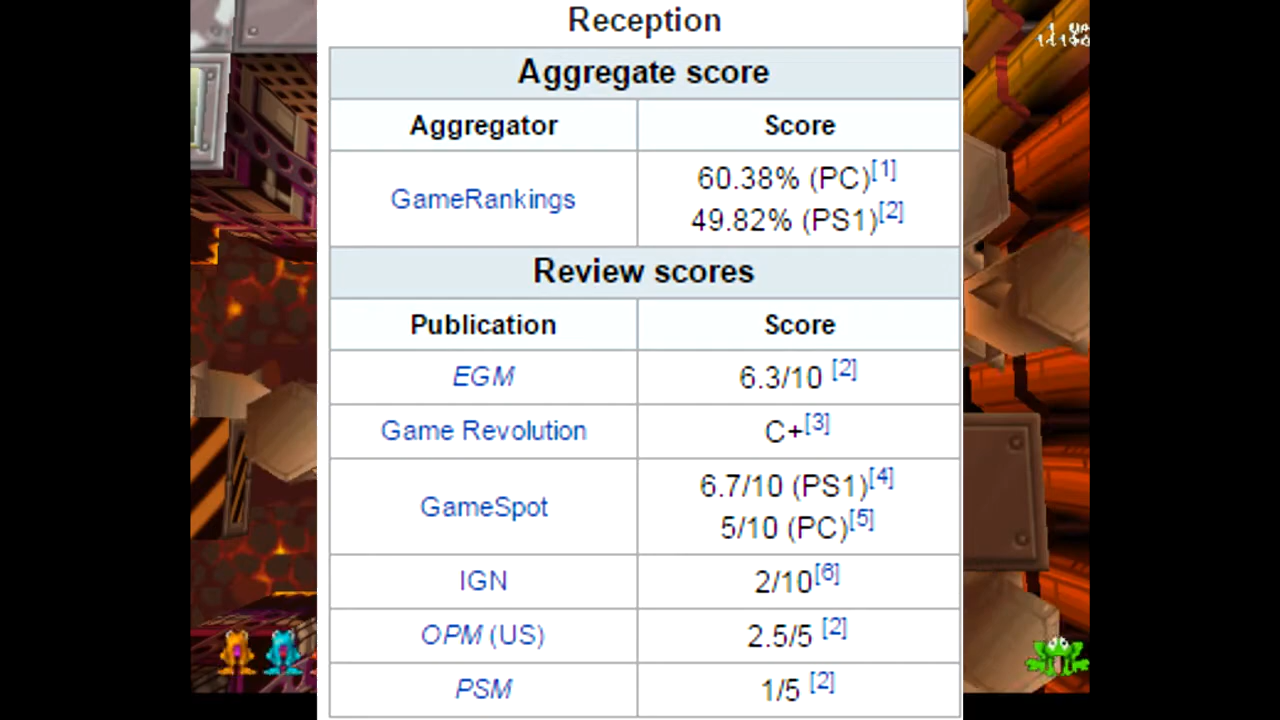 Reception
Aggregate score
Aggregator Score
GameRankings 60.38% (PC)[1]
49.82% (PS1)[2]
Review scores
Publication Score
EGM 6.3/10 [2]
Game Revolution C+[3]
GameSpot 6.7/10 (PS1)[4]
5/10 (PC)[5]
IGN 2/10[6]
OPM (US) 2.5/5 [2]
PSM 1/5 [2]